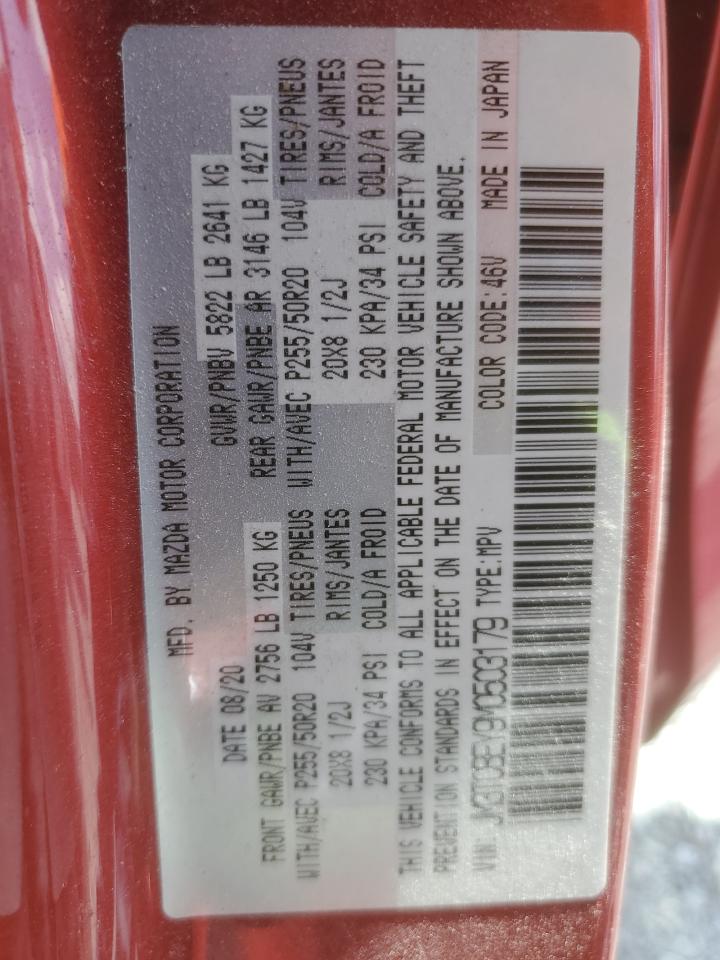 MFD. BY MAZDA MOTOR CORPORATION
DATE 08/20 GVWR/PNBV 5822 LB 2641 KG
FRONT GAWR/PNBE AV 2756 LB 1250 KG REAR GAWR/PNBE AR 3146 LB 1427 KG
WITH/AVEC P255/50R20 104V TIRES/PNEUS WITH/AVEC P255/50R20 104V TIRES/PNEUS
20X8 1/2J RIMS/JANTES 20X8 1/2J RIMS/JANTES
230 KPA/34 PSI COLD/A FROID 230 KPA/34 PSI COLD/A FROID
THIS VEHICLE CONFORMS TO ALL APPLICABLE FEDERAL MOTOR VEHICLE SAFETY AND THEFT
PREVENTION STANDARDS IN EFFECT ON THE DATE OF MANUFACTURE SHOWN ABOVE.
VIN: JM3TCBE19M0503179 TYPE:MPV COLOR CODE:46V MADE IN JAPAN